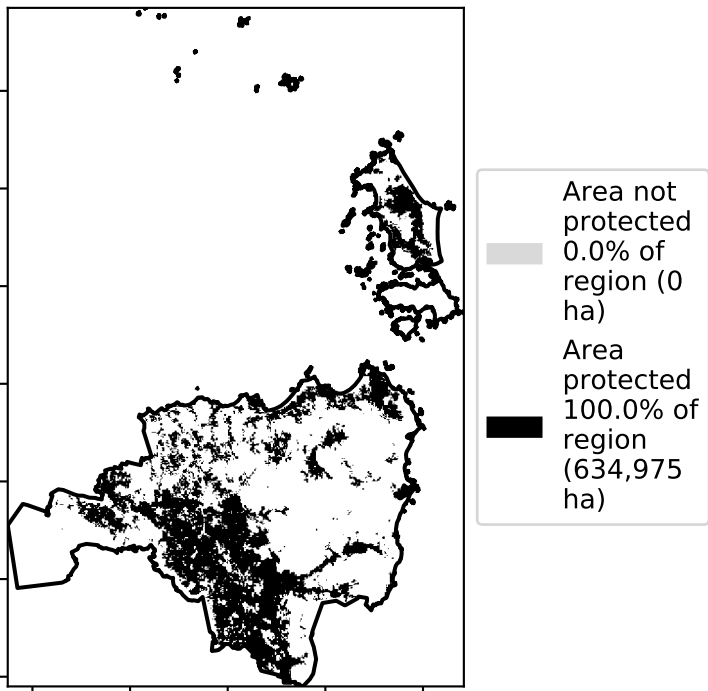 Area not
protected
0.0% of
region (0
ha)
Area
protected
100.0% of
region
(634,975
ha)